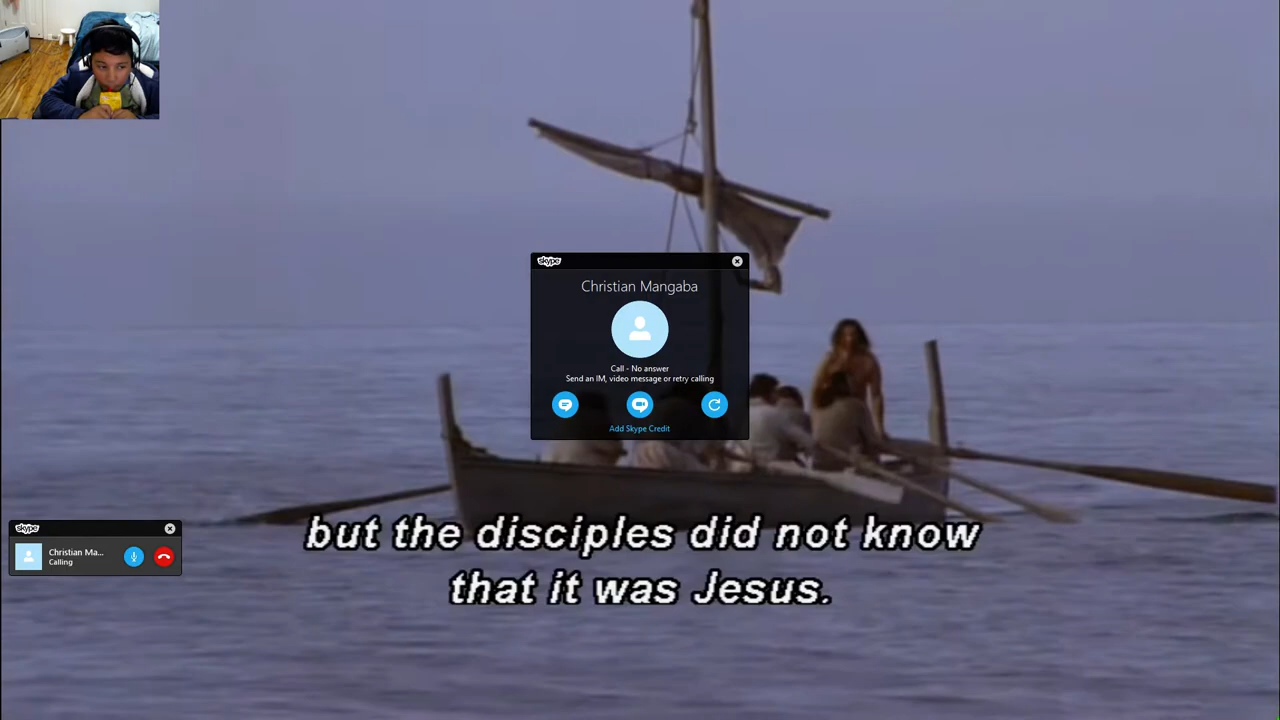 skype
Christian Mangaba
Call - No answer
Send an IM, video message or retry calling
Add Skype Credit
skype
Christian Ma...
Calling
but the disciples did not know
that it was Jesus.